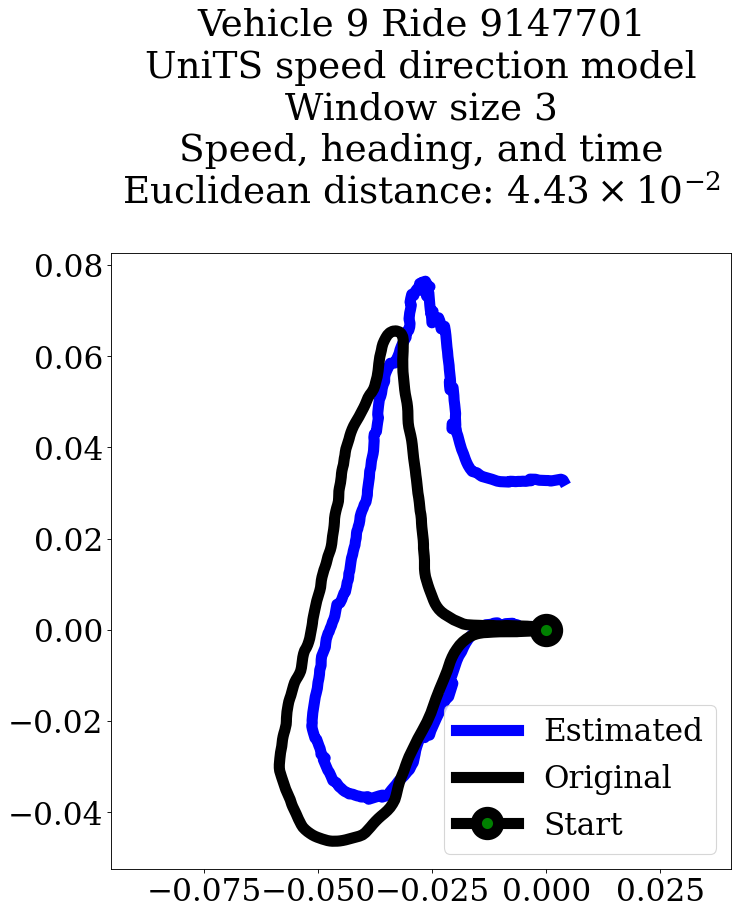 Vehicle 9 Ride 9147701
UniTS speed direction model
Window size 3
Speed, heading, and time
Euclidean distance: 4.43 × 10⁻²
0.08
0.06
0.04
0.02
0.00
−0.02
−0.04
Estimated
Original
Start
−0.075 −0.050 −0.025 0.000 0.025